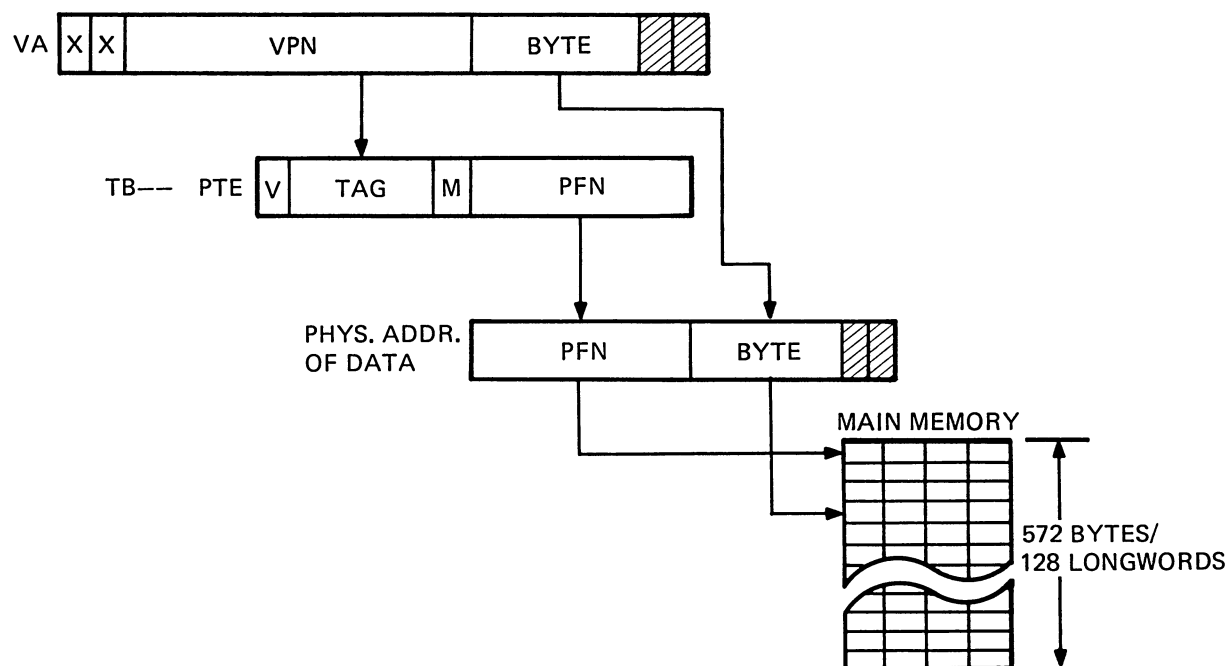 VA X X VPN BYTE
TB–– PTE V TAG M PFN
PHYS. ADDR.
OF DATA
PFN BYTE
MAIN MEMORY
572 BYTES/
128 LONGWORDS